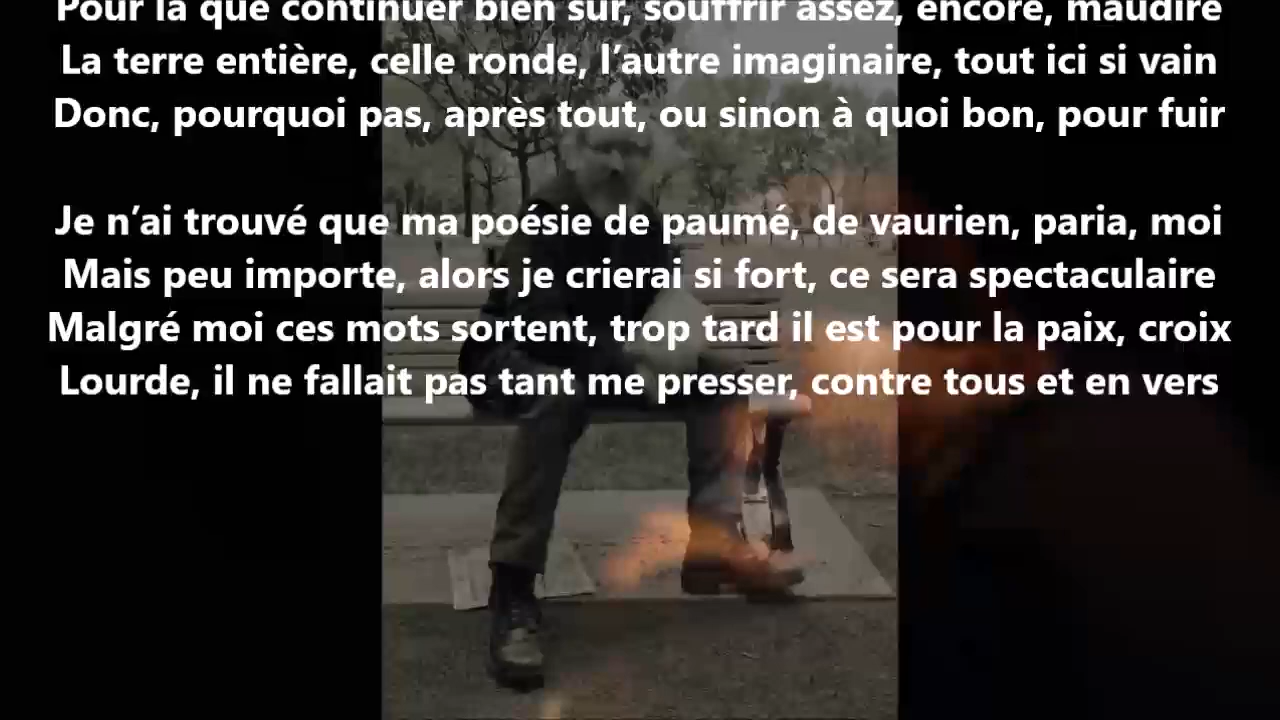 Pour la que continuer bien sûr, souffrir assez, encore, maudire
La terre entière, celle ronde, l’autre imaginaire, tout ici si vain
Donc, pourquoi pas, après tout, ou sinon à quoi bon, pour fuir
Je n’ai trouvé que ma poésie de paumé, de vaurien, paria, moi
Mais peu importe, alors je crierai si fort, ce sera spectaculaire
Malgré moi ces mots sortent, trop tard il est pour la paix, croix
Lourde, il ne fallait pas tant me presser, contre tous et en vers